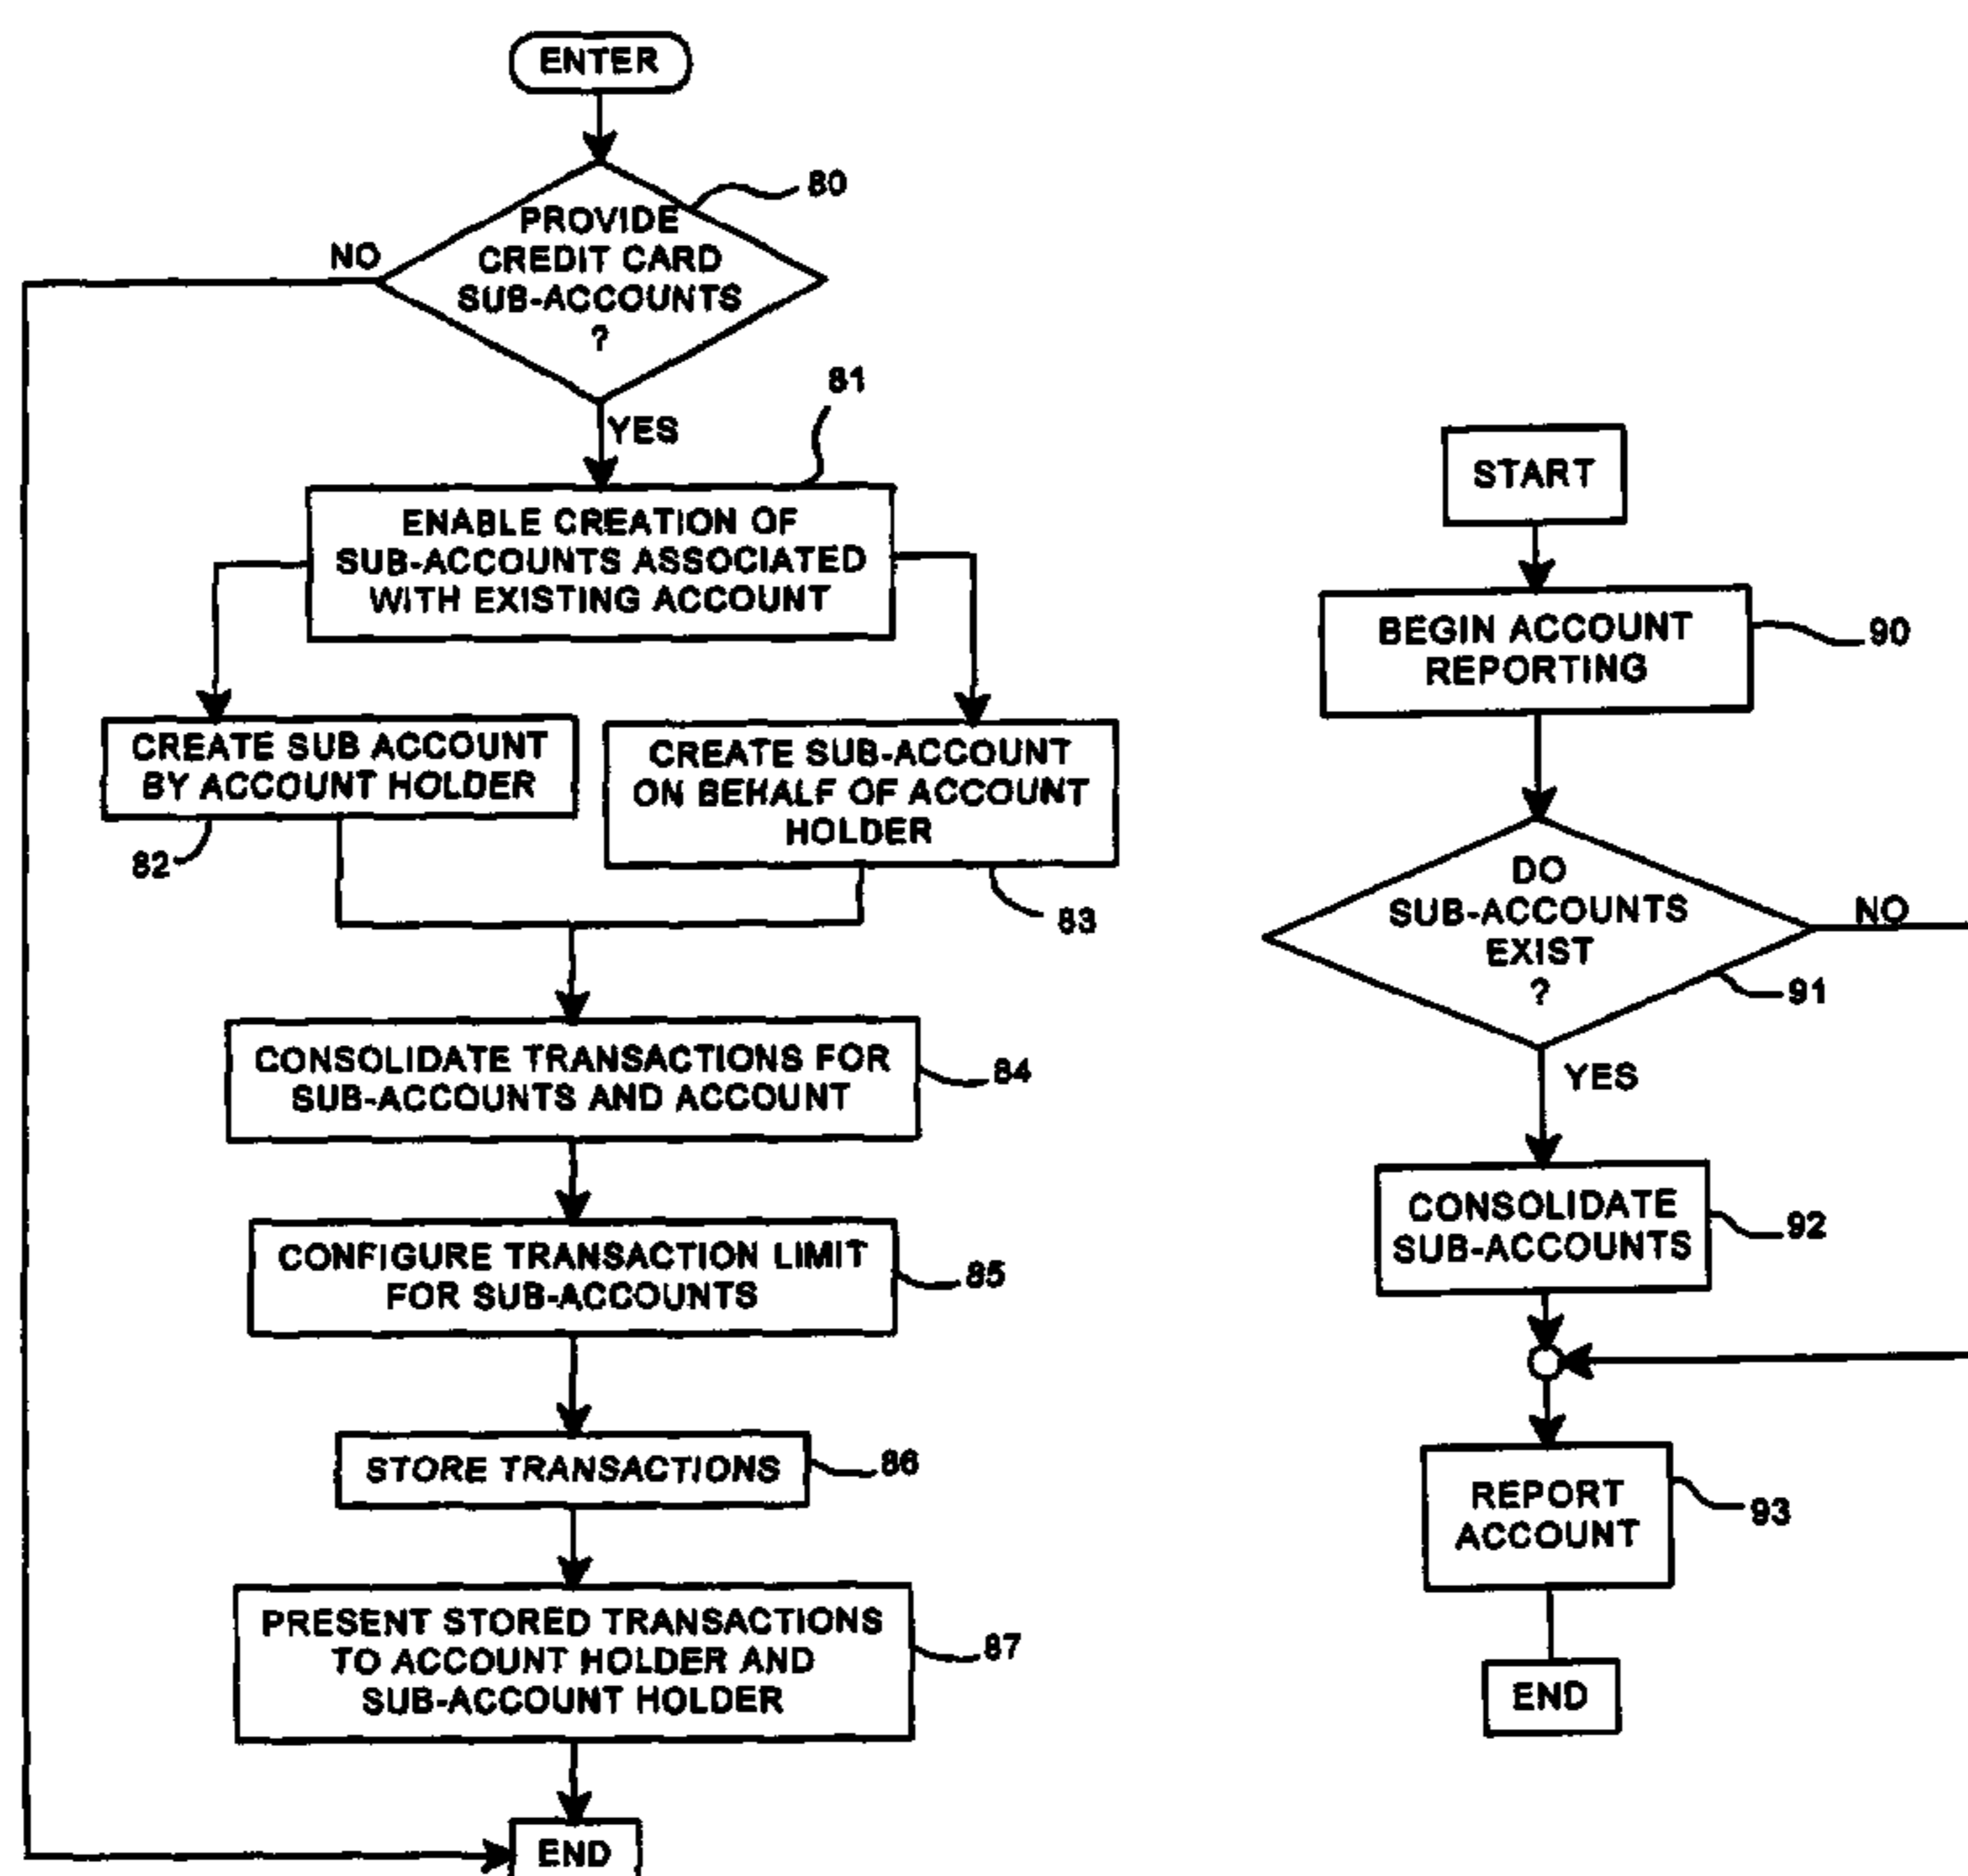 ENTER
PROVIDE
CREDIT CARD
SUB-ACCOUNTS
?
80
NO
YES
81
ENABLE CREATION OF
SUB-ACCOUNTS ASSOCIATED
WITH EXISTING ACCOUNT
CREATE SUB ACCOUNT
BY ACCOUNT HOLDER
82
CREATE SUB-ACCOUNT
ON BEHALF OF ACCOUNT
HOLDER
83
CONSOLIDATE TRANSACTIONS FOR
SUB-ACCOUNTS AND ACCOUNT
84
CONFIGURE TRANSACTION LIMIT
FOR SUB-ACCOUNTS
85
STORE TRANSACTIONS
86
PRESENT STORED TRANSACTIONS
TO ACCOUNT HOLDER AND
SUB-ACCOUNT HOLDER
87
END
START
BEGIN ACCOUNT
REPORTING
90
DO
SUB-ACCOUNTS
EXIST
?
NO
91
YES
CONSOLIDATE
SUB-ACCOUNTS
92
REPORT
ACCOUNT
93
END